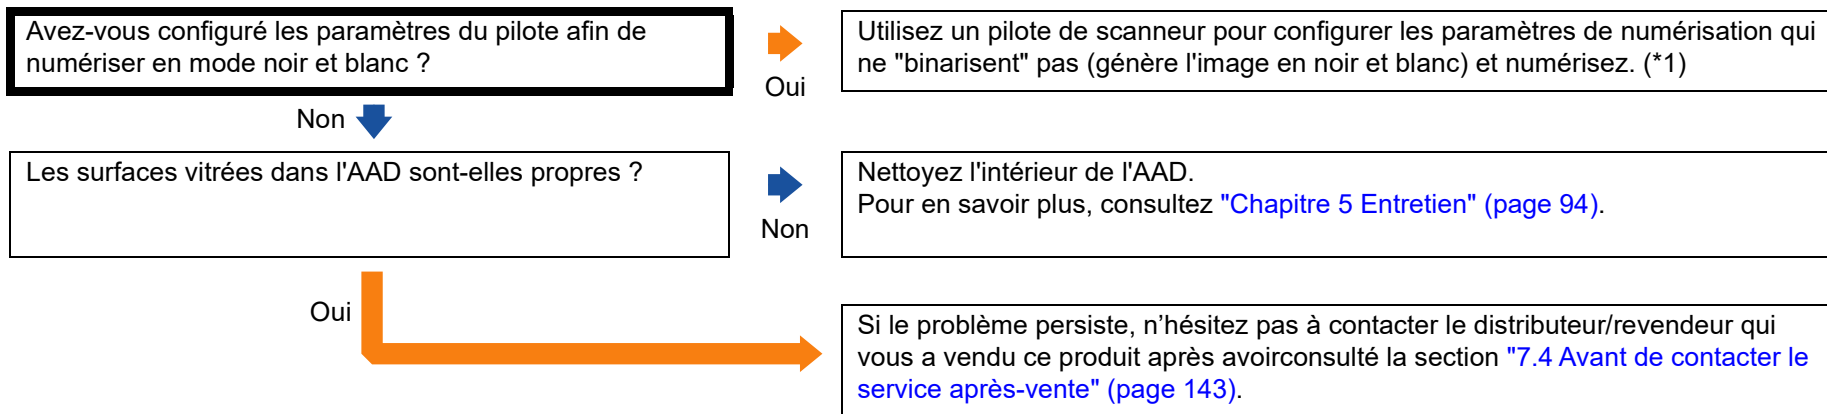 Avez-vous configuré les paramètres du pilote afin de
numériser en mode noir et blanc ?
Oui
Utilisez un pilote de scanneur pour configurer les paramètres de numérisation qui
ne "binarisent" pas (génère l'image en noir et blanc) et numérisez. (*1)
Non
Les surfaces vitrées dans l'AAD sont-elles propres ?
Non
Nettoyez l'intérieur de l'AAD.
Pour en savoir plus, consultez "Chapitre 5 Entretien" (page 94).
Oui
Si le problème persiste, n’hésitez pas à contacter le distributeur/revendeur qui
vous a vendu ce produit après avoirconsulté la section "7.4 Avant de contacter le
service après-vente" (page 143).